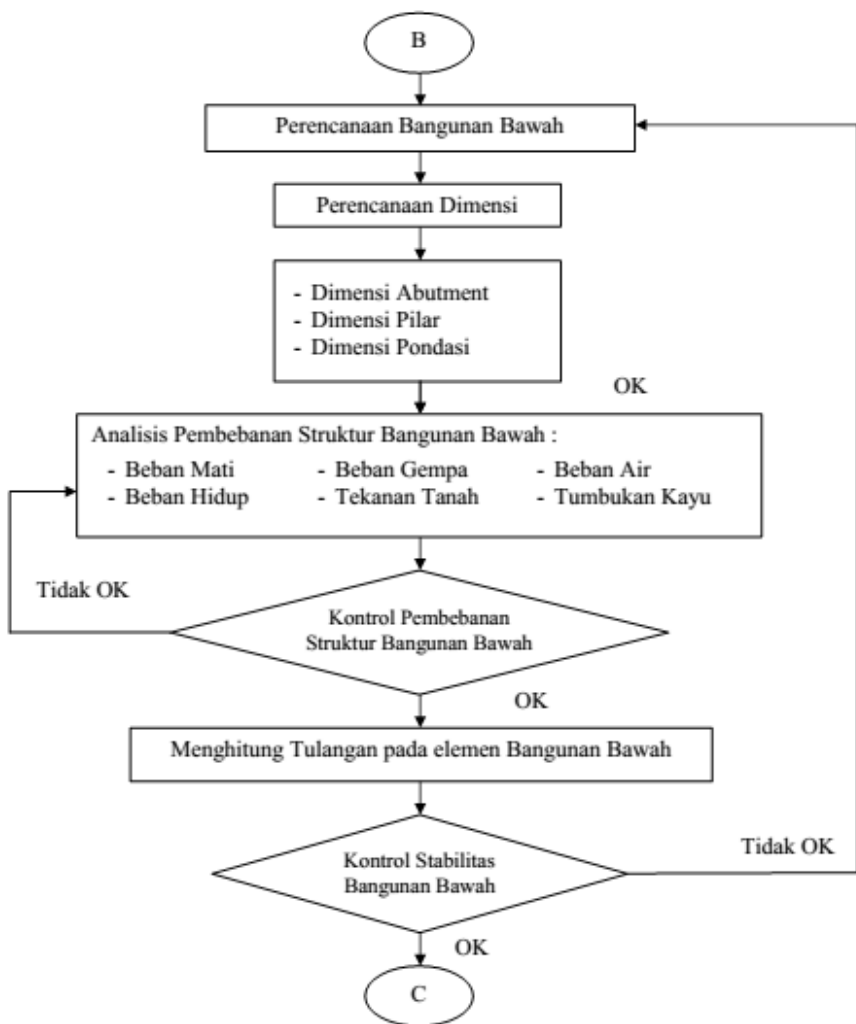 B
Perencanaan Bangunan Bawah
Perencanaan Dimensi
- Dimensi Abutment
- Dimensi Pilar
- Dimensi Pondasi
OK
Analisis Pembebanan Struktur Bangunan Bawah :
- Beban Mati - Beban Gempa - Beban Air
- Beban Hidup - Tekanan Tanah - Tumbukan Kayu
Tidak OK
Kontrol Pembebanan
Struktur Bangunan Bawah
OK
Menghitung Tulangan pada elemen Bangunan Bawah
Kontrol Stabilitas
Bangunan Bawah
Tidak OK
OK
C